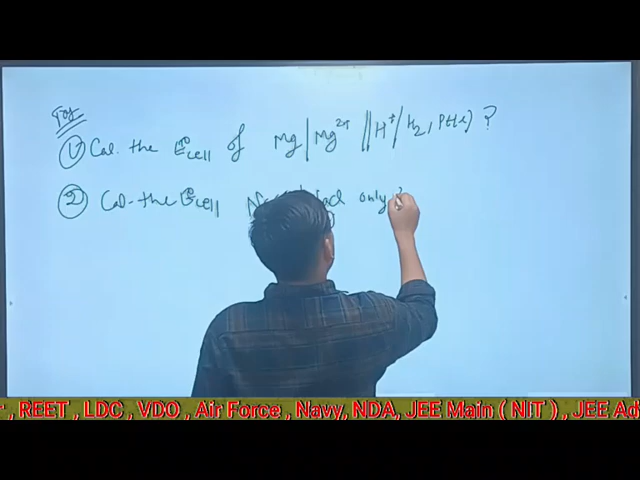 Try
① Cal. the E°cell of Mg | Mg2+ || H+ / H2, Pt(s) ?
② Cal. the E°cell only
, REET , LDC , VDO , Air Force , Navy, NDA, JEE Main ( NIT ) , JEE Ad